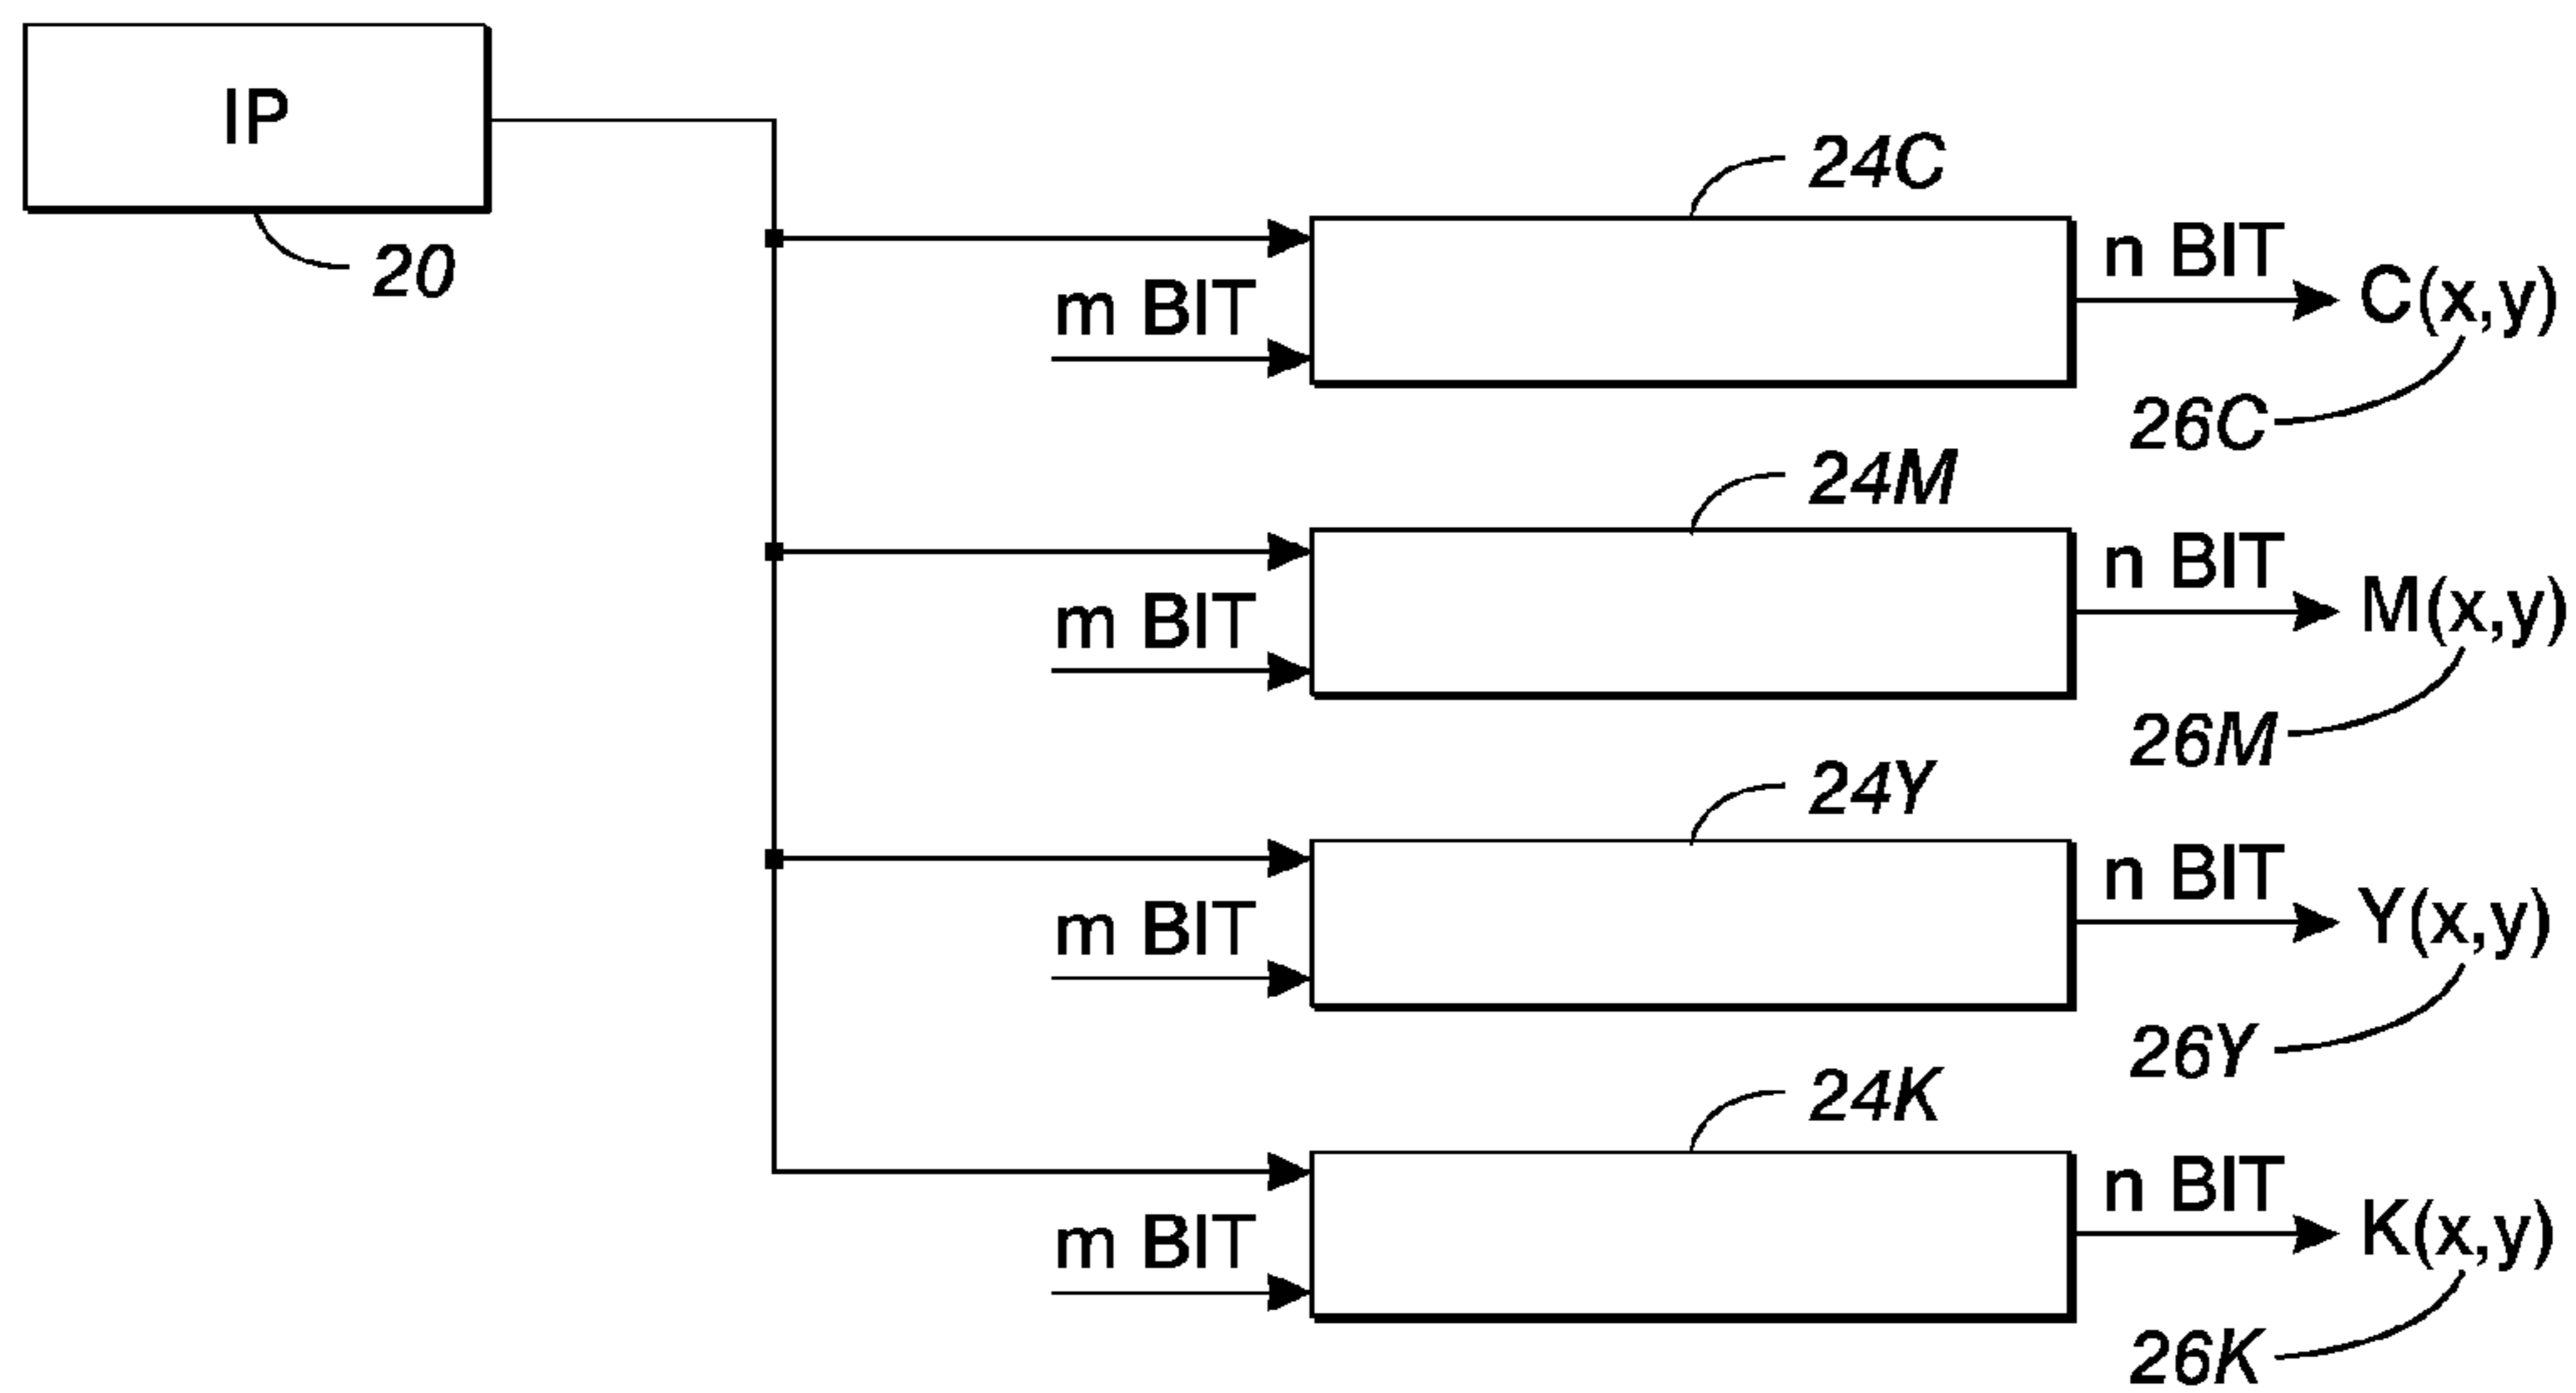 IP
20
24C
m BIT
n BIT
C(x,y)
26C
24M
m BIT
n BIT
M(x,y)
26M
24Y
m BIT
n BIT
Y(x,y)
26Y
24K
m BIT
n BIT
K(x,y)
26K